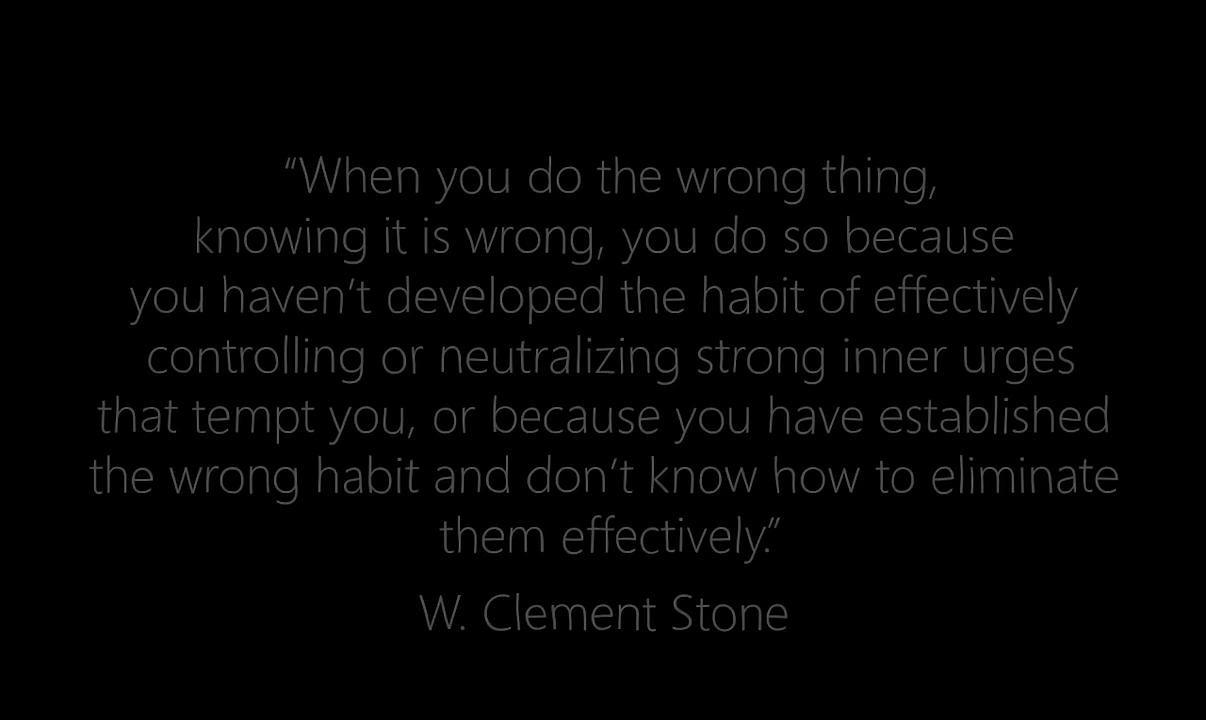 “When you do the wrong thing,
knowing it is wrong, you do so because
you haven’t developed the habit of effectively
controlling or neutralizing strong inner urges
that tempt you, or because you have established
the wrong habit and don’t know how to eliminate
them effectively.”
W. Clement Stone